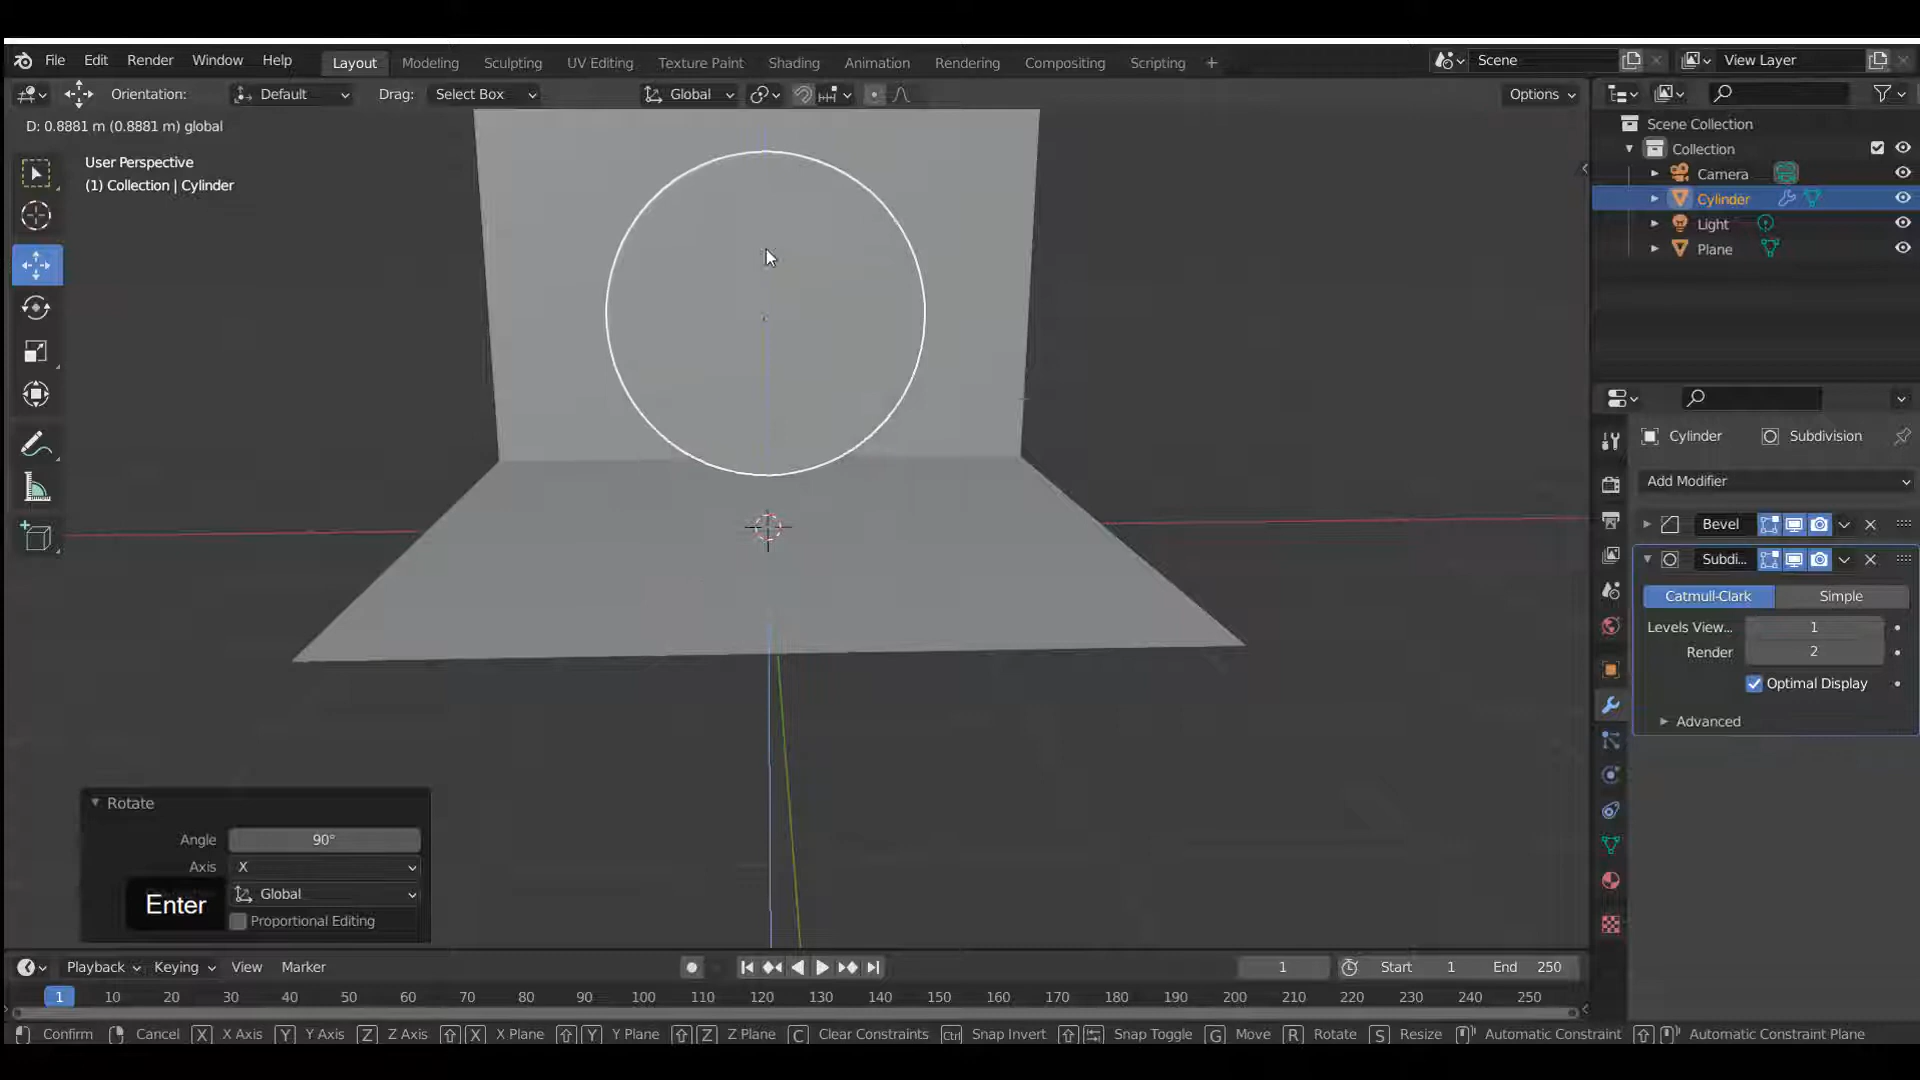 File Edit Render Window Help Layout Modeling Sculpting UV Editing Texture Paint Shading Animation Rendering Compositing Scripting + Scene View Layer
Orientation: Default Drag: Select Box Global Options
D: 0.8881 m (0.8881 m) global
User Perspective
(1) Collection | Cylinder
Scene Collection
Collection
Camera
Cylinder
Light
Plane
Cylinder Subdivision
Add Modifier
Bevel
Subdi...
Catmull-Clark Simple
Levels View... 1
Render 2
Optimal Display
Advanced
Rotate
Angle 90°
Axis X
Global
Proportional Editing
Enter
Playback Keying View Marker 1 Start 1 End 250
1 10 20 30 40 50 60 70 80 90 100 110 120 130 140 150 160 170 180 190 200 210 220 230 240 250
Confirm Cancel X X Axis Y Y Axis Z Z Axis X X Plane Y Y Plane Z Z Plane C Clear Constraints Ctrl Snap Invert Snap Toggle G Move R Rotate S Resize Automatic Constraint Automatic Constraint Plane